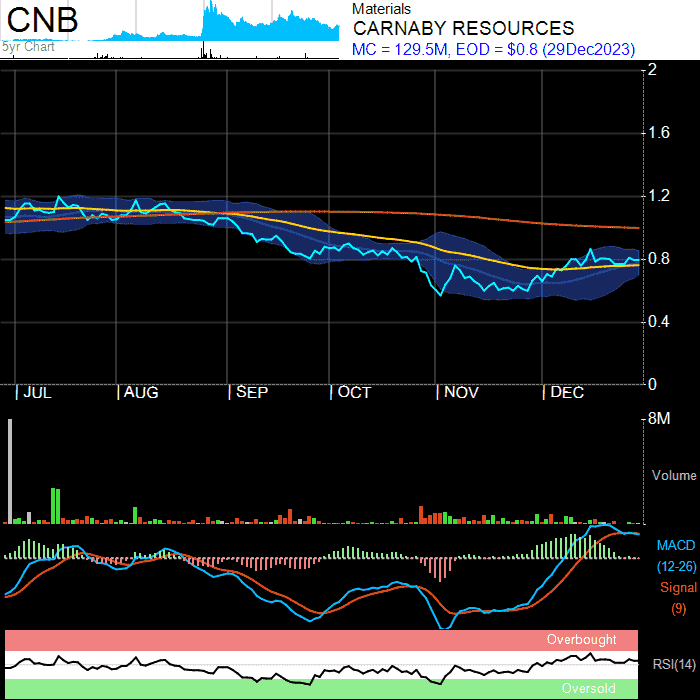 CNB
5yr Chart
Materials
CARNABY RESOURCES
MC = 129.5M, EOD = $0.8 (29Dec2023)
2
1.6
1.2
0.8
0.4
0
JUL AUG SEP OCT NOV DEC
8M
Volume
MACD
(12-26)
Signal
(9)
Overbought
RSI(14)
Oversold